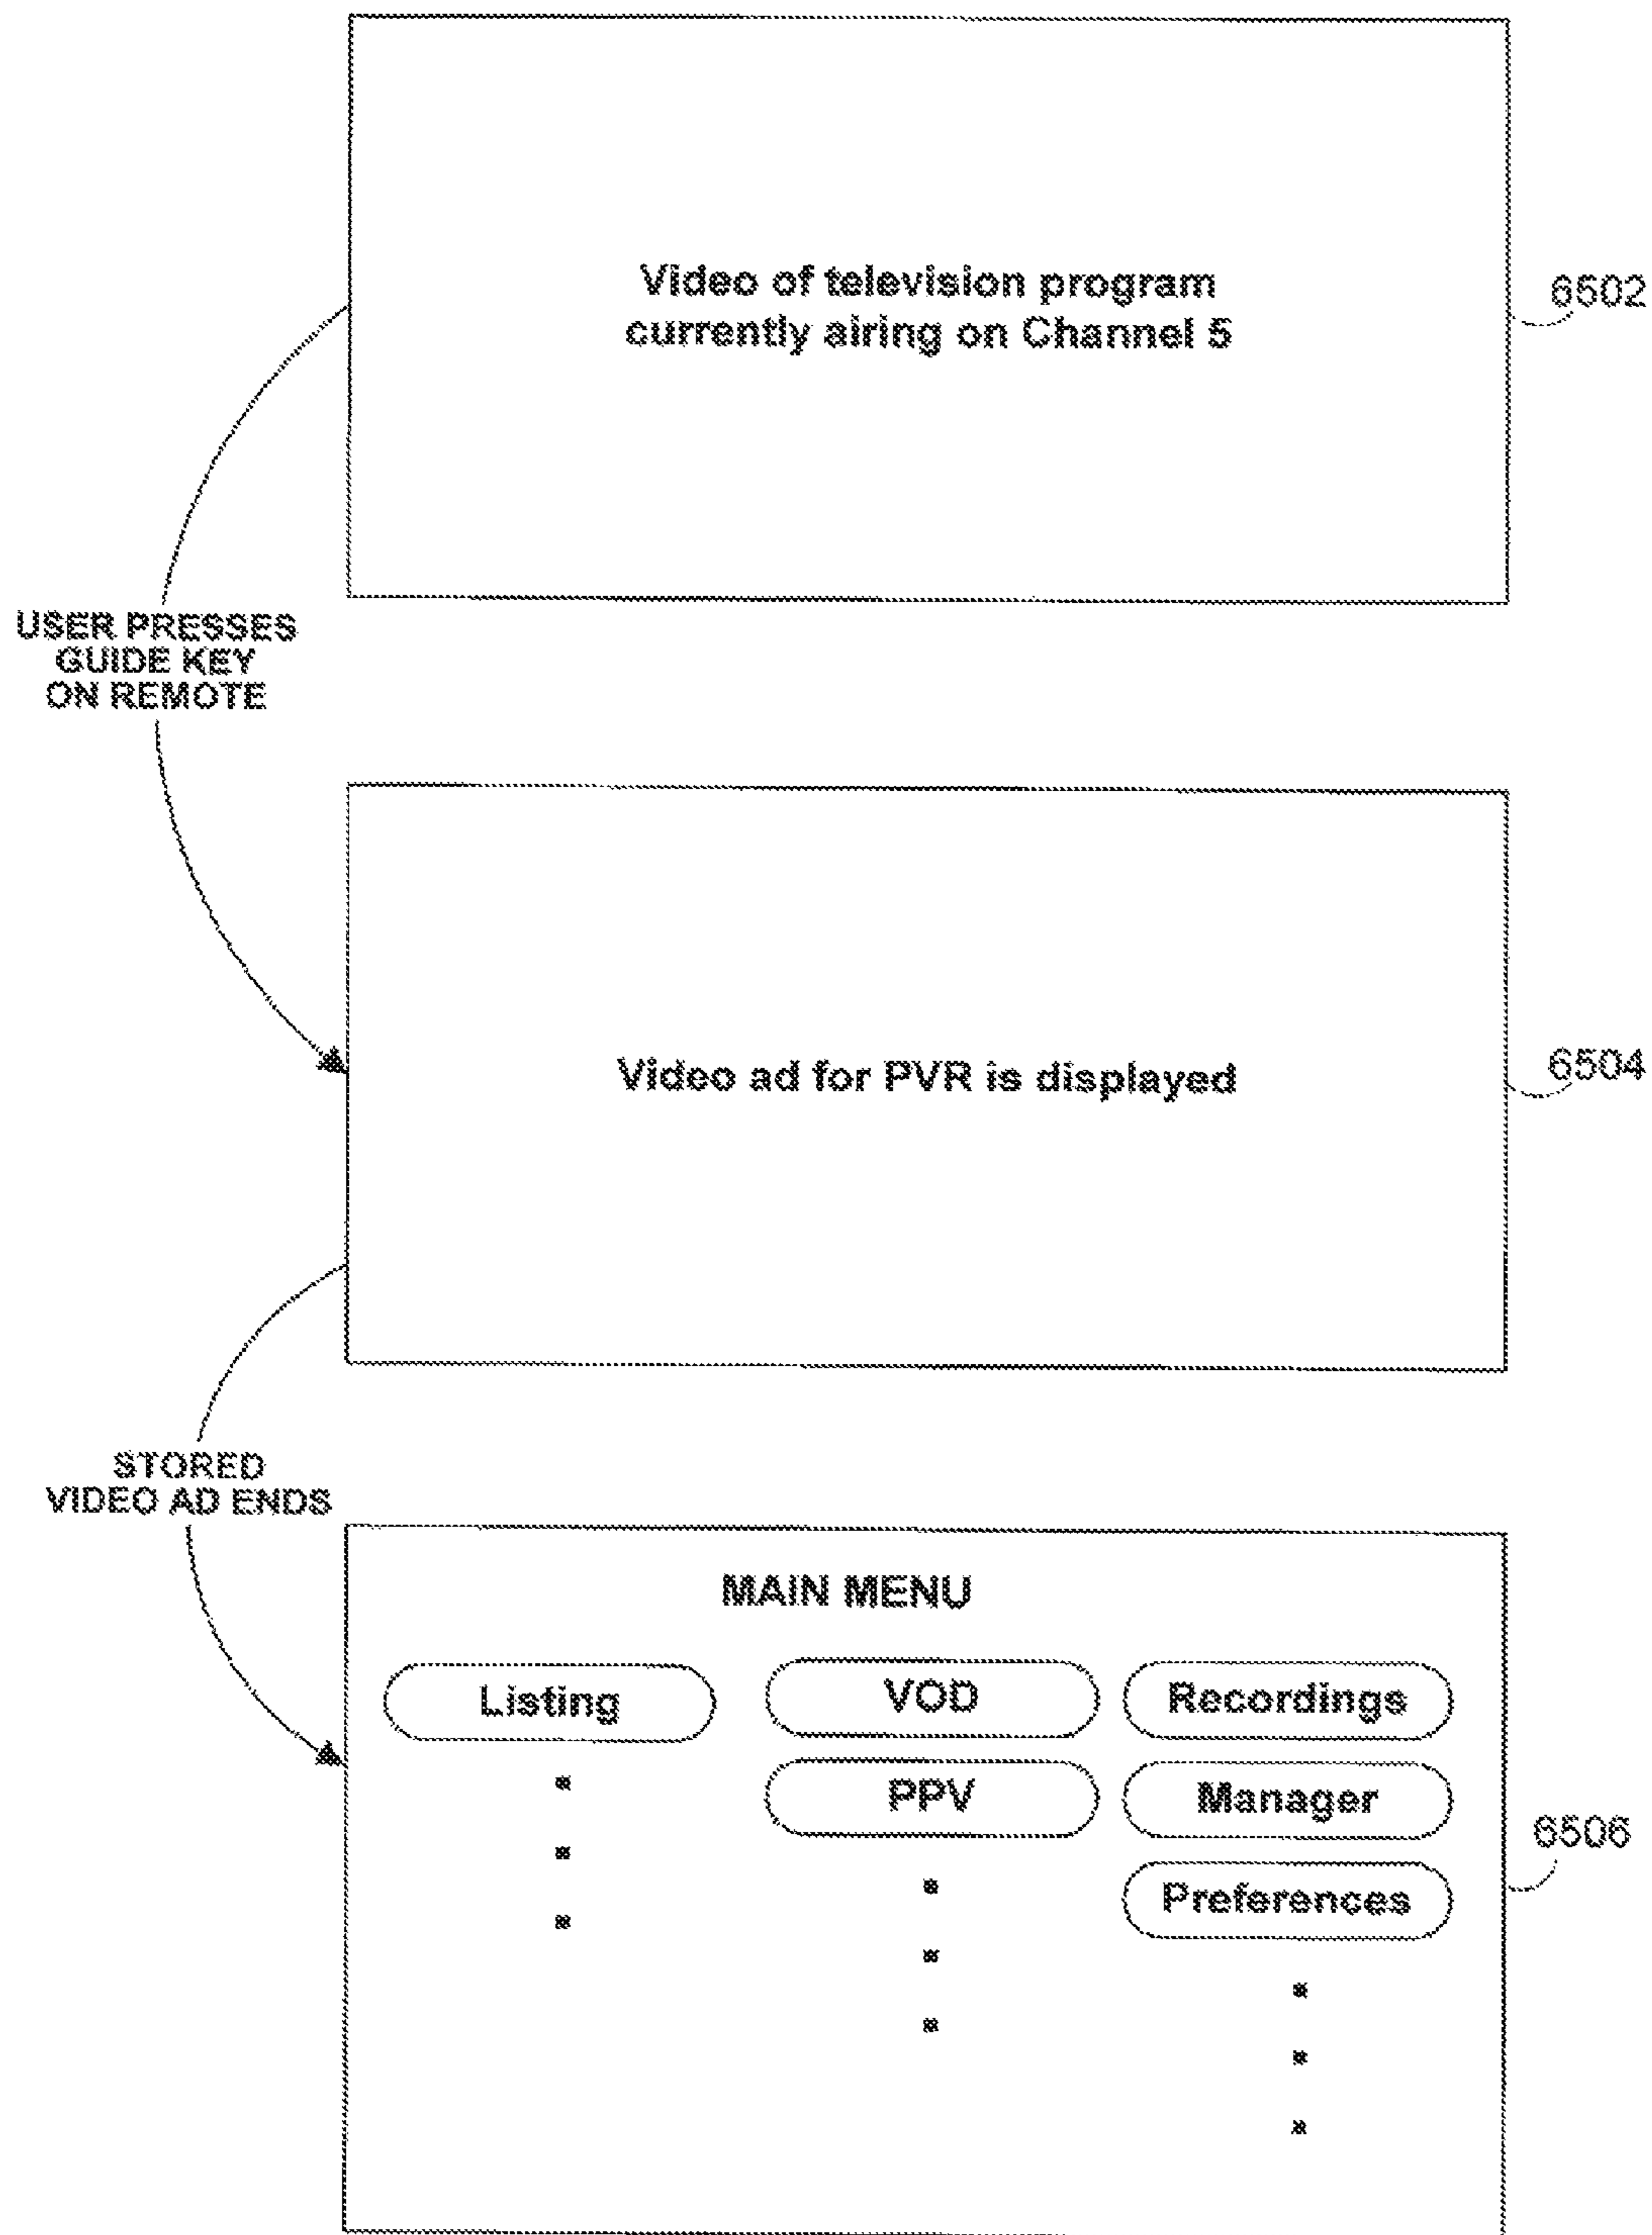 Video of television program
currently airing on Channel 5
6502
USER PRESSES
GUIDE KEY
ON REMOTE
Video ad for PVR is displayed
6504
STORED
VIDEO AD ENDS
MAIN MENU
Listing
VOD
Recordings
PPV
Manager
Preferences
6506